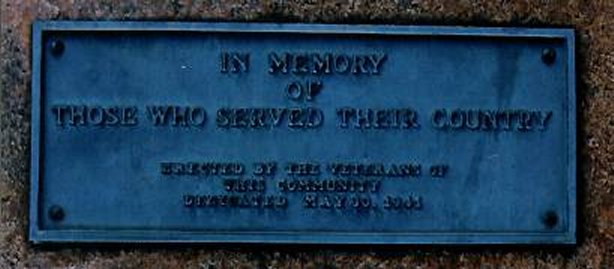 IN MEMORY
OF
THOSE WHO SERVED THEIR COUNTRY
ERECTED BY THE VETERANS OF
THIS COMMUNITY
DEDICATED MAY 30,